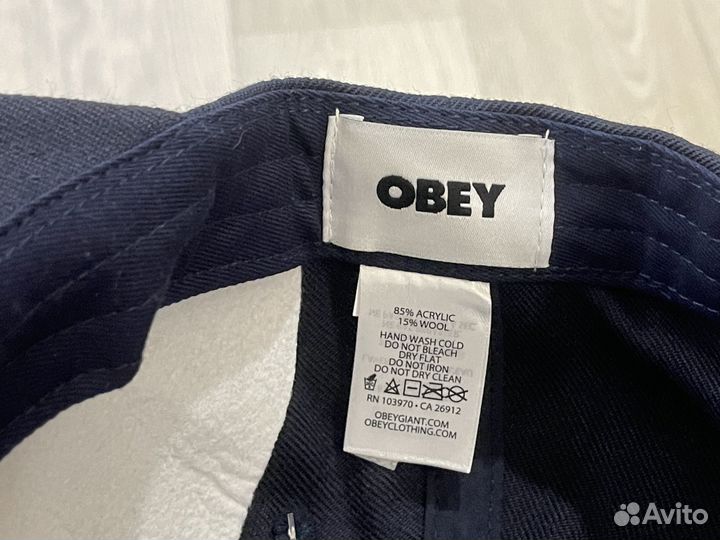 OBEY
85% ACRYLIC
15% WOOL
HAND WASH COLD
DO NOT BLEACH
DRY FLAT
DO NOT IRON
DO NOT DRY CLEAN
RN 103970 • CA 26912
OBEYGIANT.COM
OBEYCLOTHING.COM
Avito